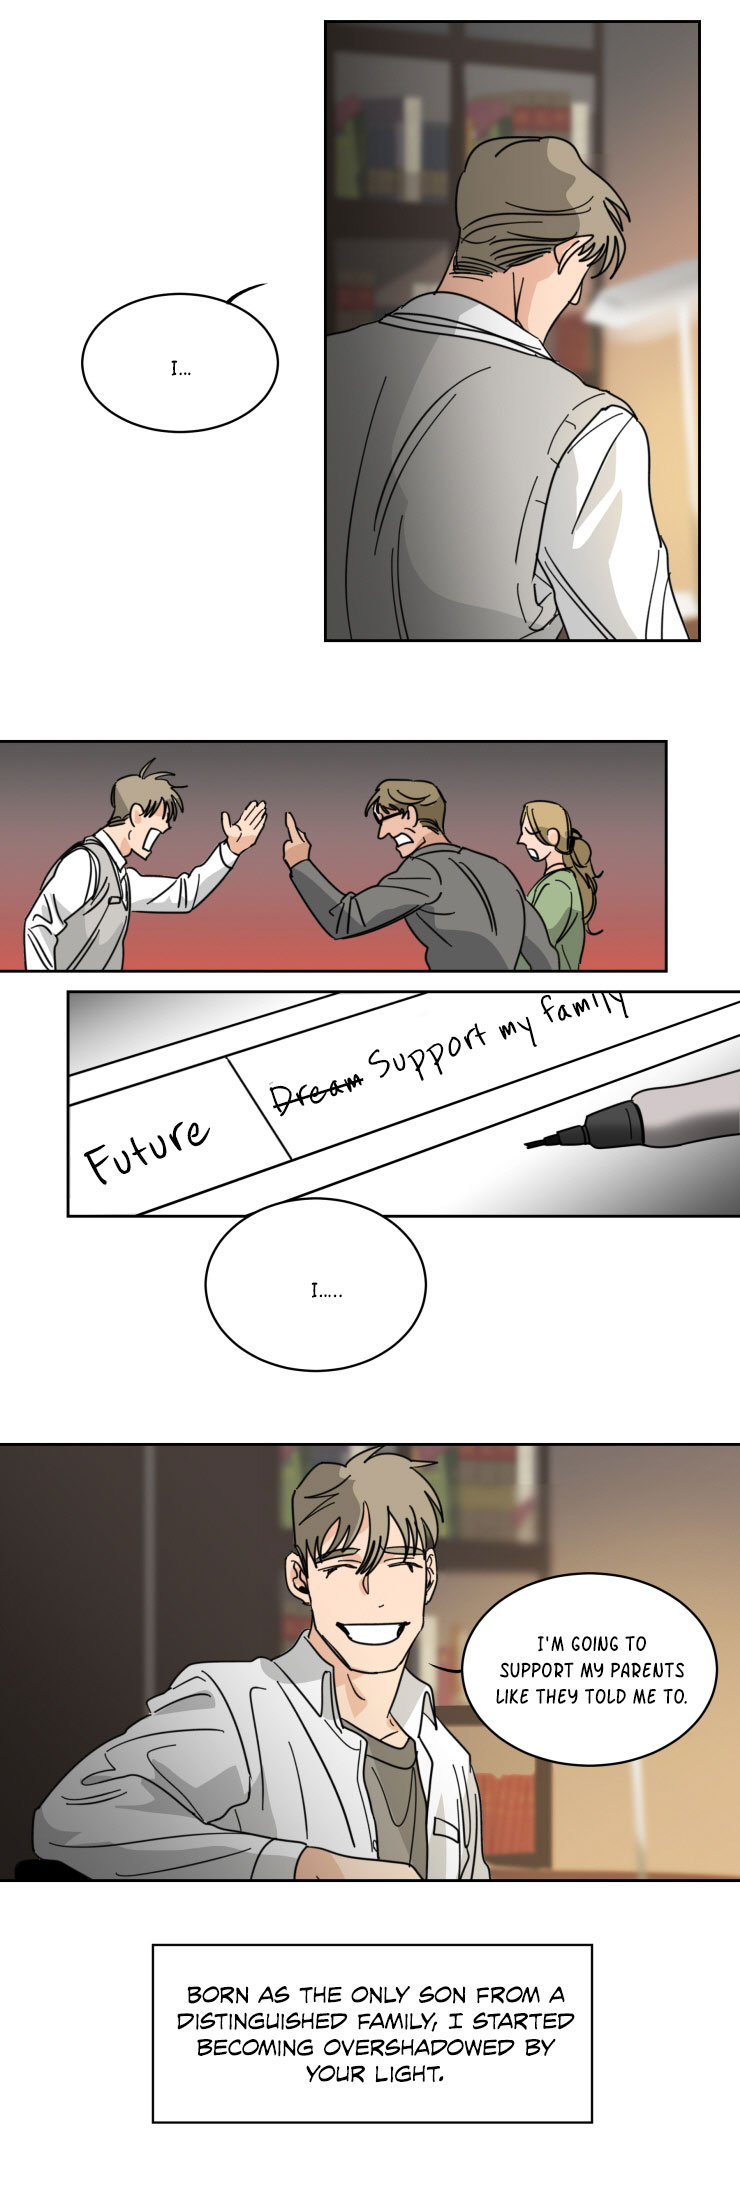 I...
Future
Dream Support my family
I.....
I'M GOING TO
SUPPORT MY PARENTS
LIKE THEY TOLD ME TO.
BORN AS THE ONLY SON FROM A
DISTINGUISHED FAMILY, I STARTED
BECOMING OVERSHADOWED BY
YOUR LIGHT.